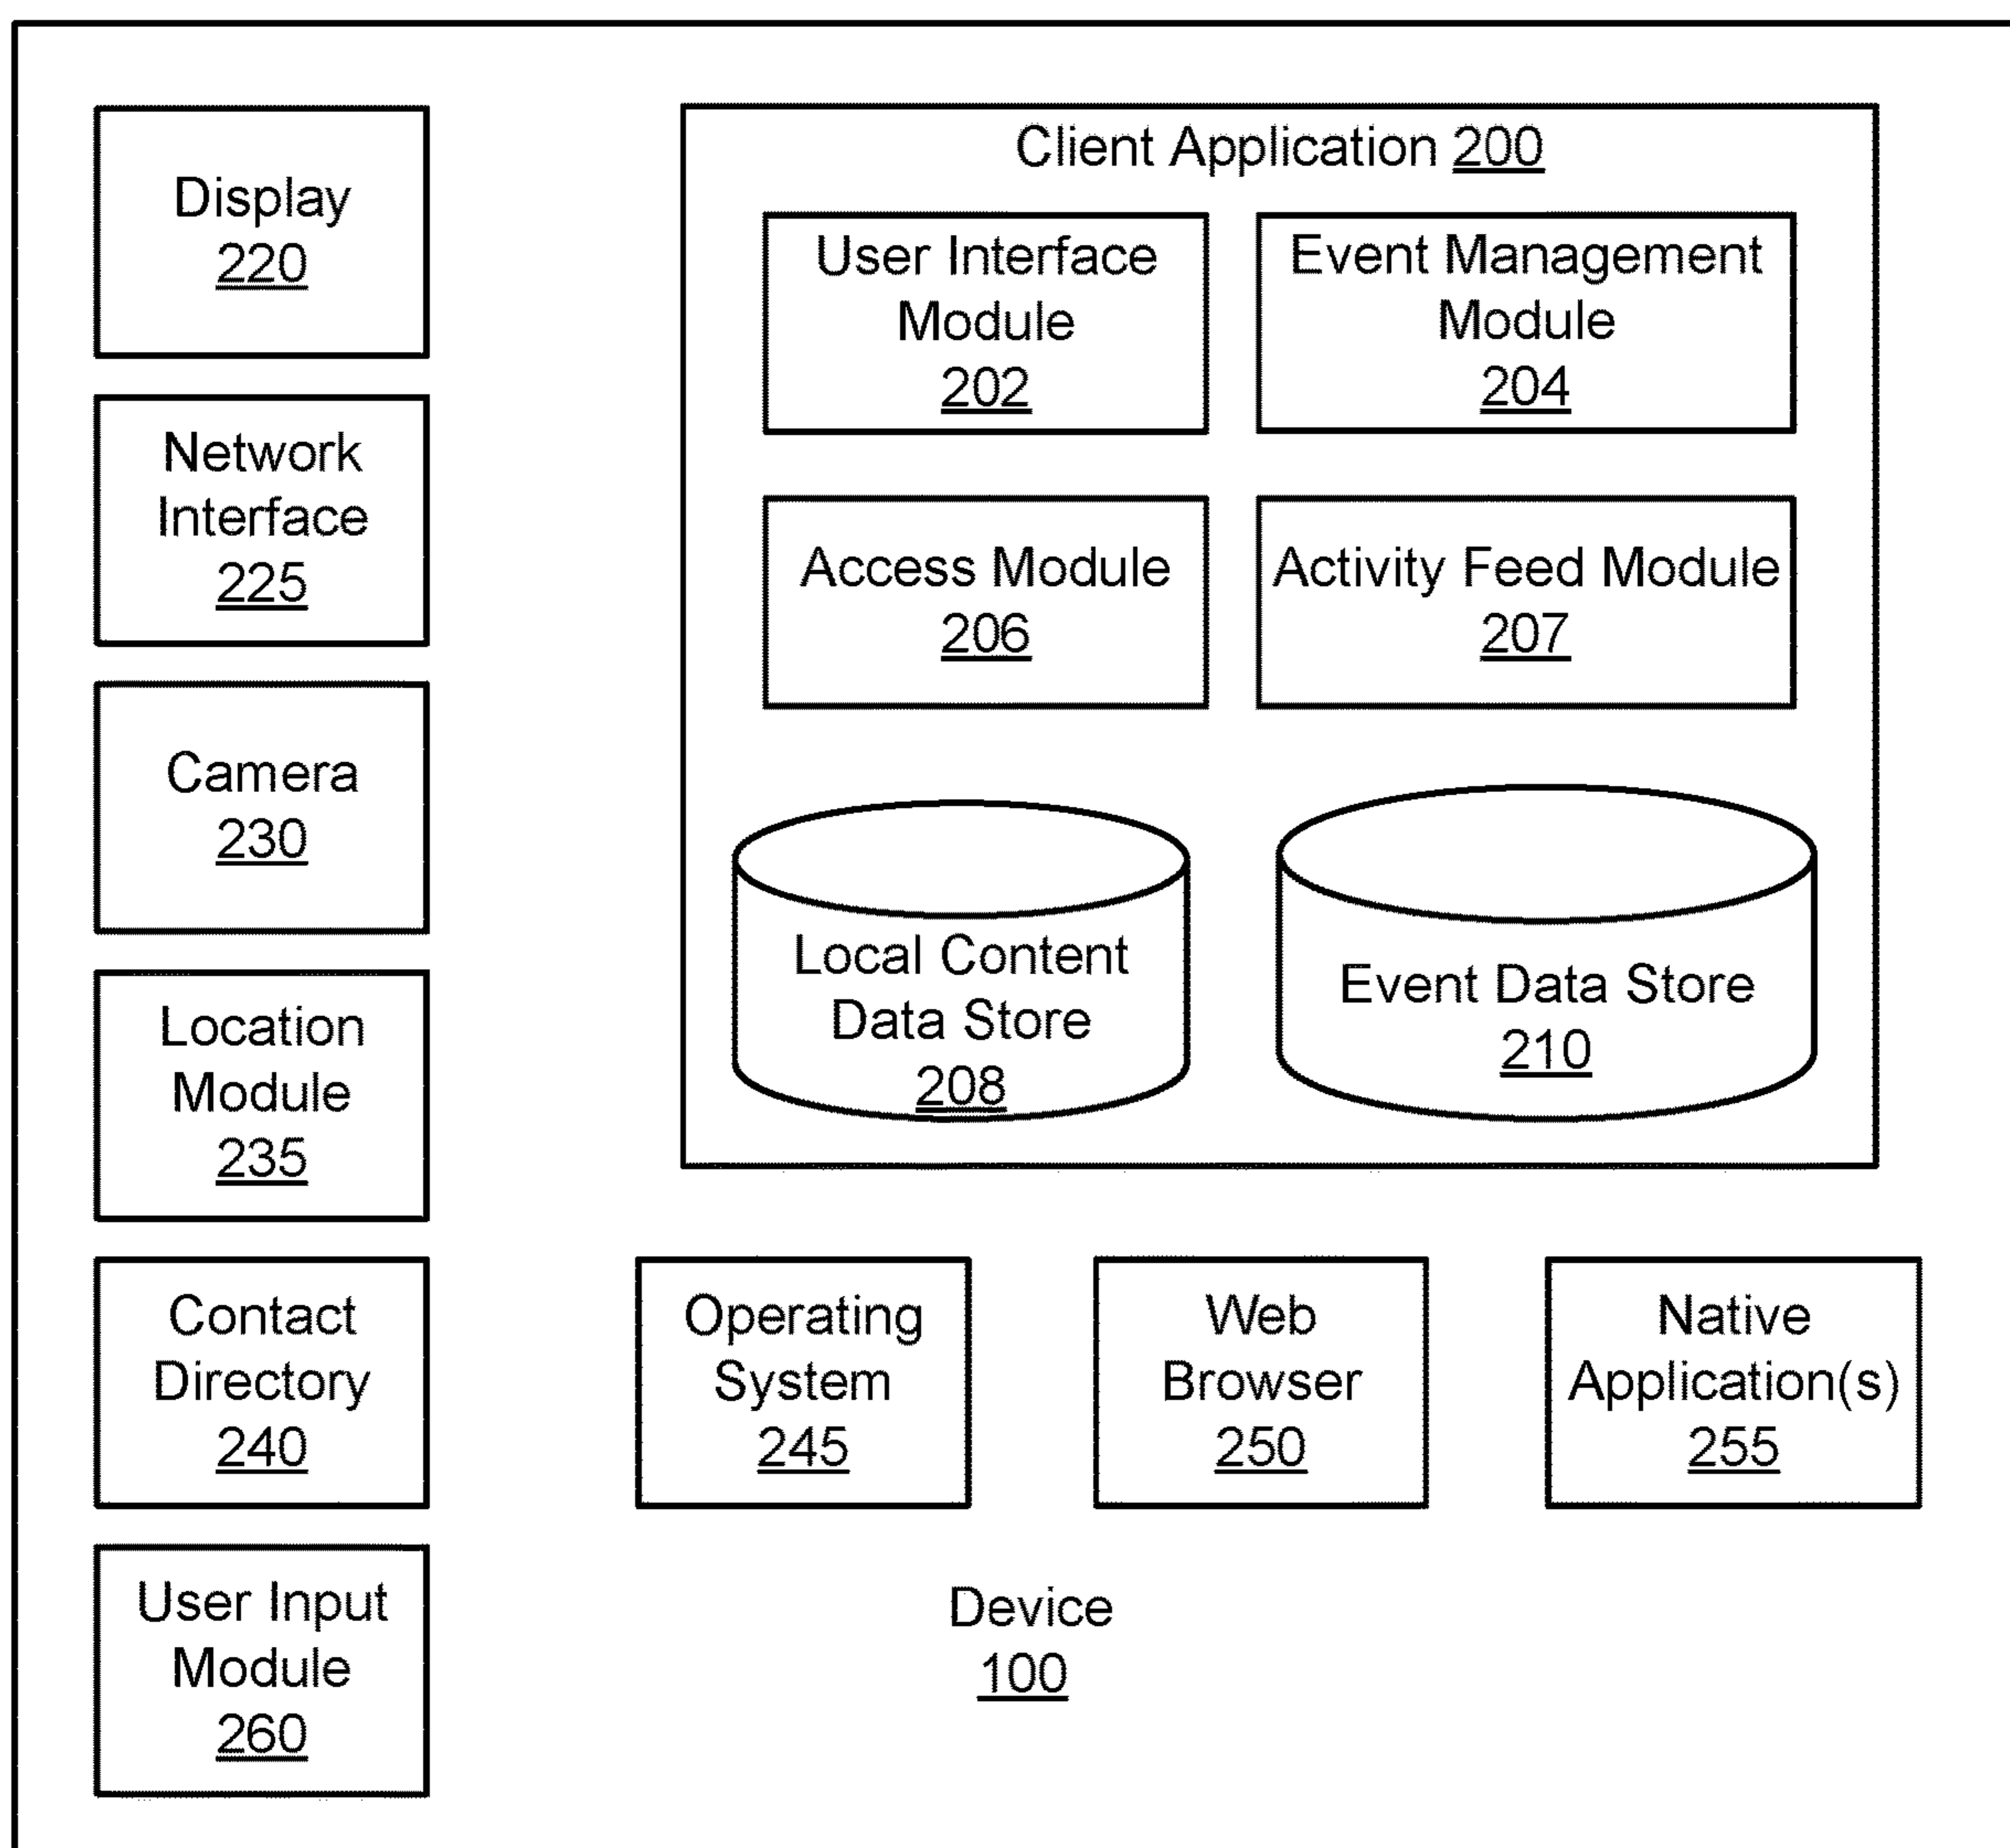 Display
220
Network
Interface
225
Camera
230
Location
Module
235
Contact
Directory
240
User Input
Module
260
Client Application 200
User Interface
Module
202
Event Management
Module
204
Access Module
206
Activity Feed Module
207
Local Content
Data Store
208
Event Data Store
210
Operating
System
245
Web
Browser
250
Native
Application(s)
255
Device
100